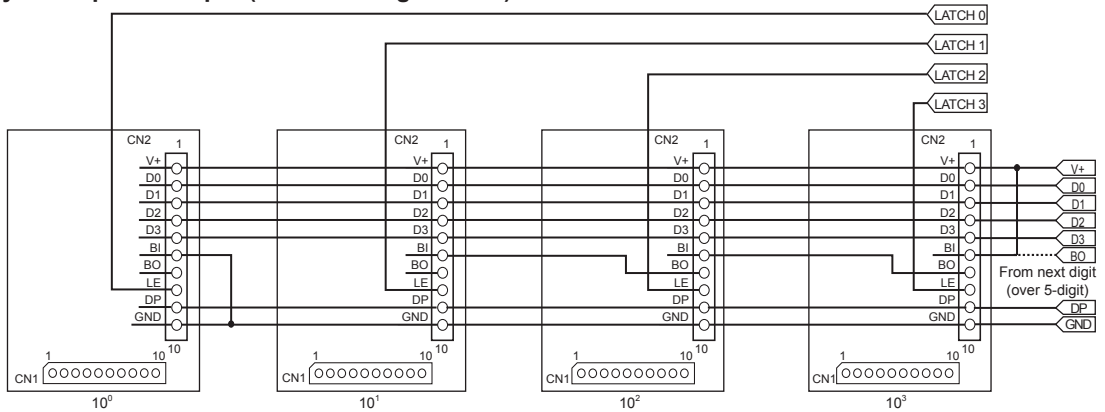 LATCH 0
LATCH 1
LATCH 2
LATCH 3
CN2 1
V+
D0
D1
D2
D3
BI
BO
LE
DP
GND
10
1 10
CN1
10⁰
CN2 1
V+
D0
D1
D2
D3
BI
BO
LE
DP
GND
10
1 10
CN1
10¹
CN2 1
V+
D0
D1
D2
D3
BI
BO
LE
DP
GND
10
1 10
CN1
10²
CN2 1
V+
D0
D1
D2
D3
BI
BO
LE
DP
GND
10
1 10
CN1
10³
V+
D0
D1
D2
D3
BO
From next digit
(over 5-digit)
DP
GND